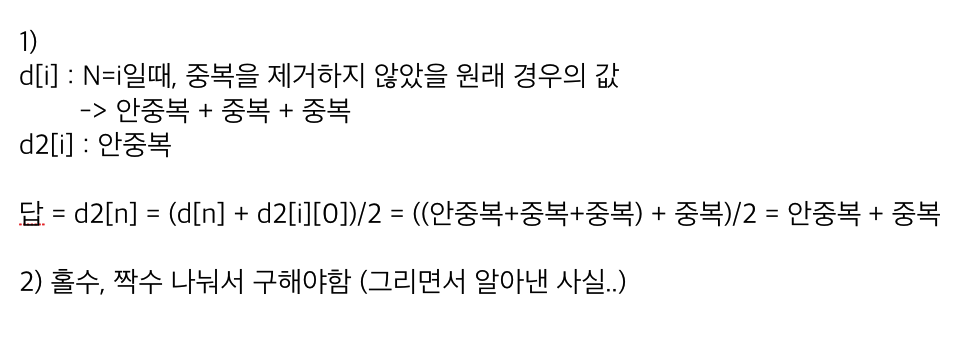 1)
d[i] : N=i일때, 중복을 제거하지 않았을 원래 경우의 값
-> 안중복 + 중복 + 중복
d2[i] : 안중복
답 = d2[n] = (d[n] + d2[i][0])/2 = ((안중복+중복+중복) + 중복)/2 = 안중복 + 중복
2) 홀수, 짝수 나눠서 구해야함 (그리면서 알아낸 사실..)